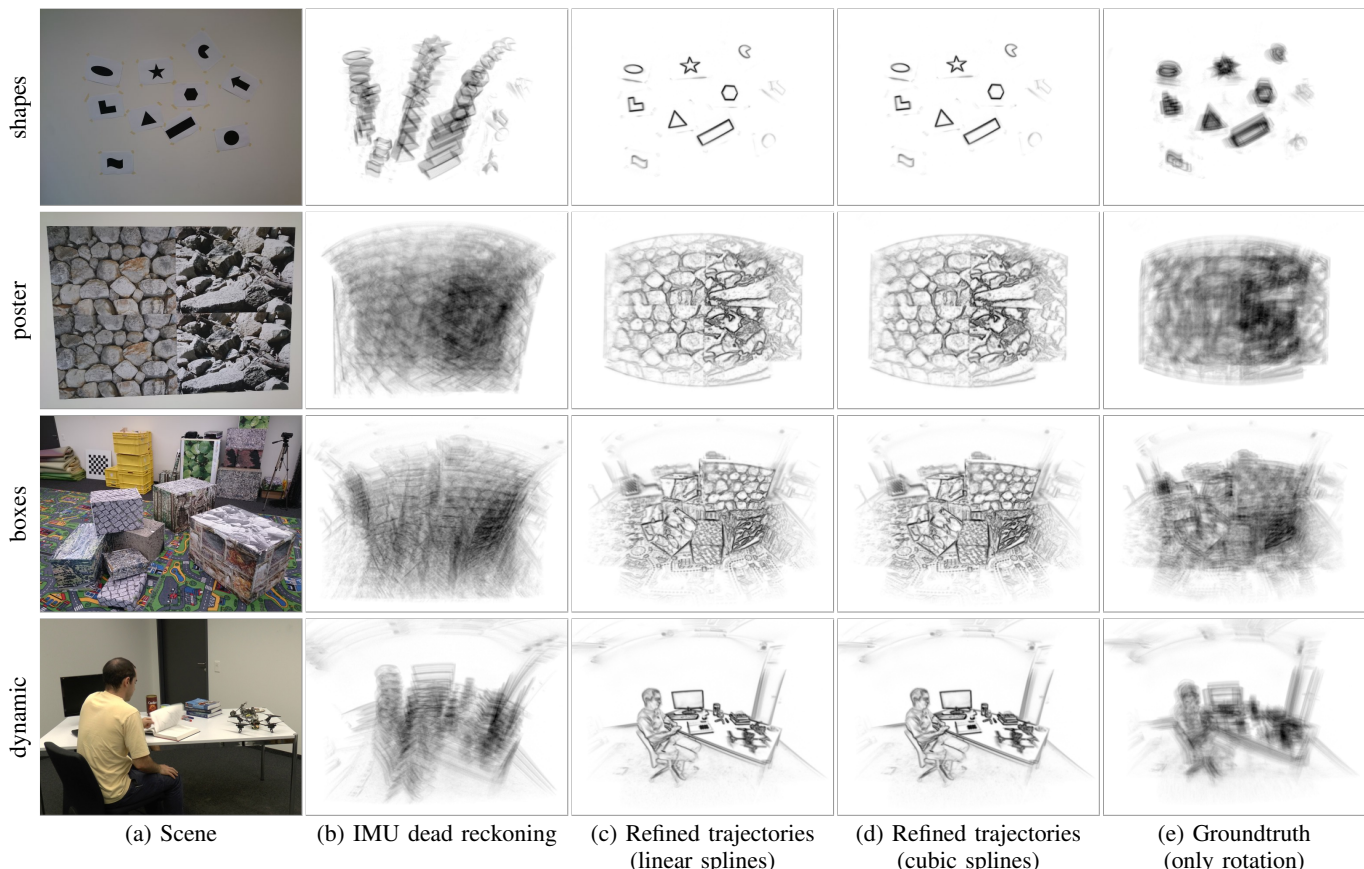 shapes
poster
boxes
dynamic
(a) Scene
(b) IMU dead reckoning
(c) Refined trajectories
(linear splines)
(d) Refined trajectories
(cubic splines)
(e) Groundtruth
(only rotation)